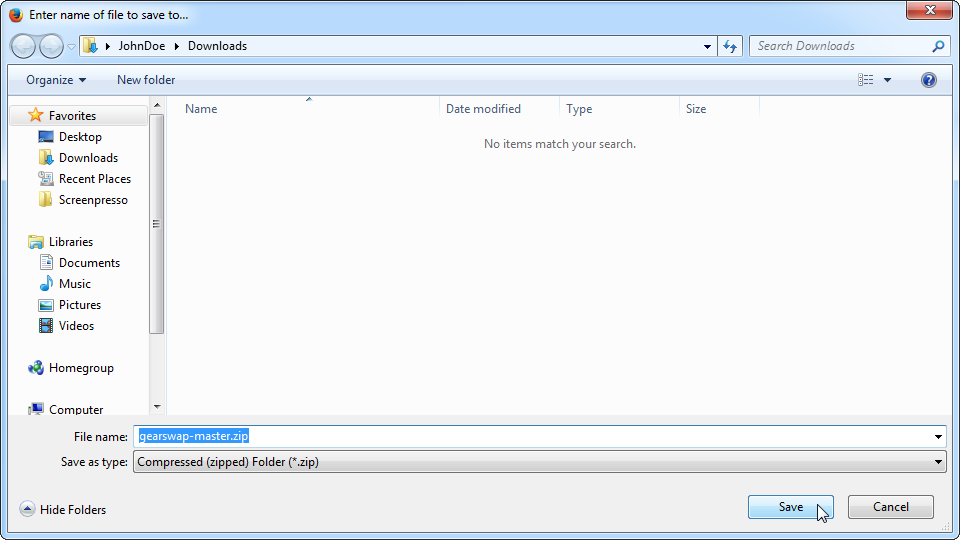 Enter name of file to save to...
JohnDoe Downloads
Search Downloads
Organize New folder
Name Date modified Type Size
No items match your search.
Favorites
Desktop
Downloads
Recent Places
Screenpresso
Libraries
Documents
Music
Pictures
Videos
Homegroup
Computer
File name: gearswap-master.zip
Save as type: Compressed (zipped) Folder (*.zip)
Hide Folders Save Cancel